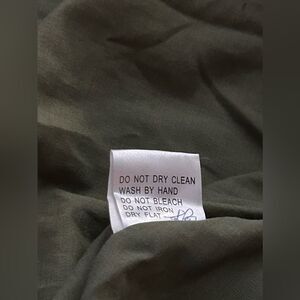 DO NOT DRY CLEAN
WASH BY HAND
DO NOT BLEACH
DO NOT IRON
DRY FLAT